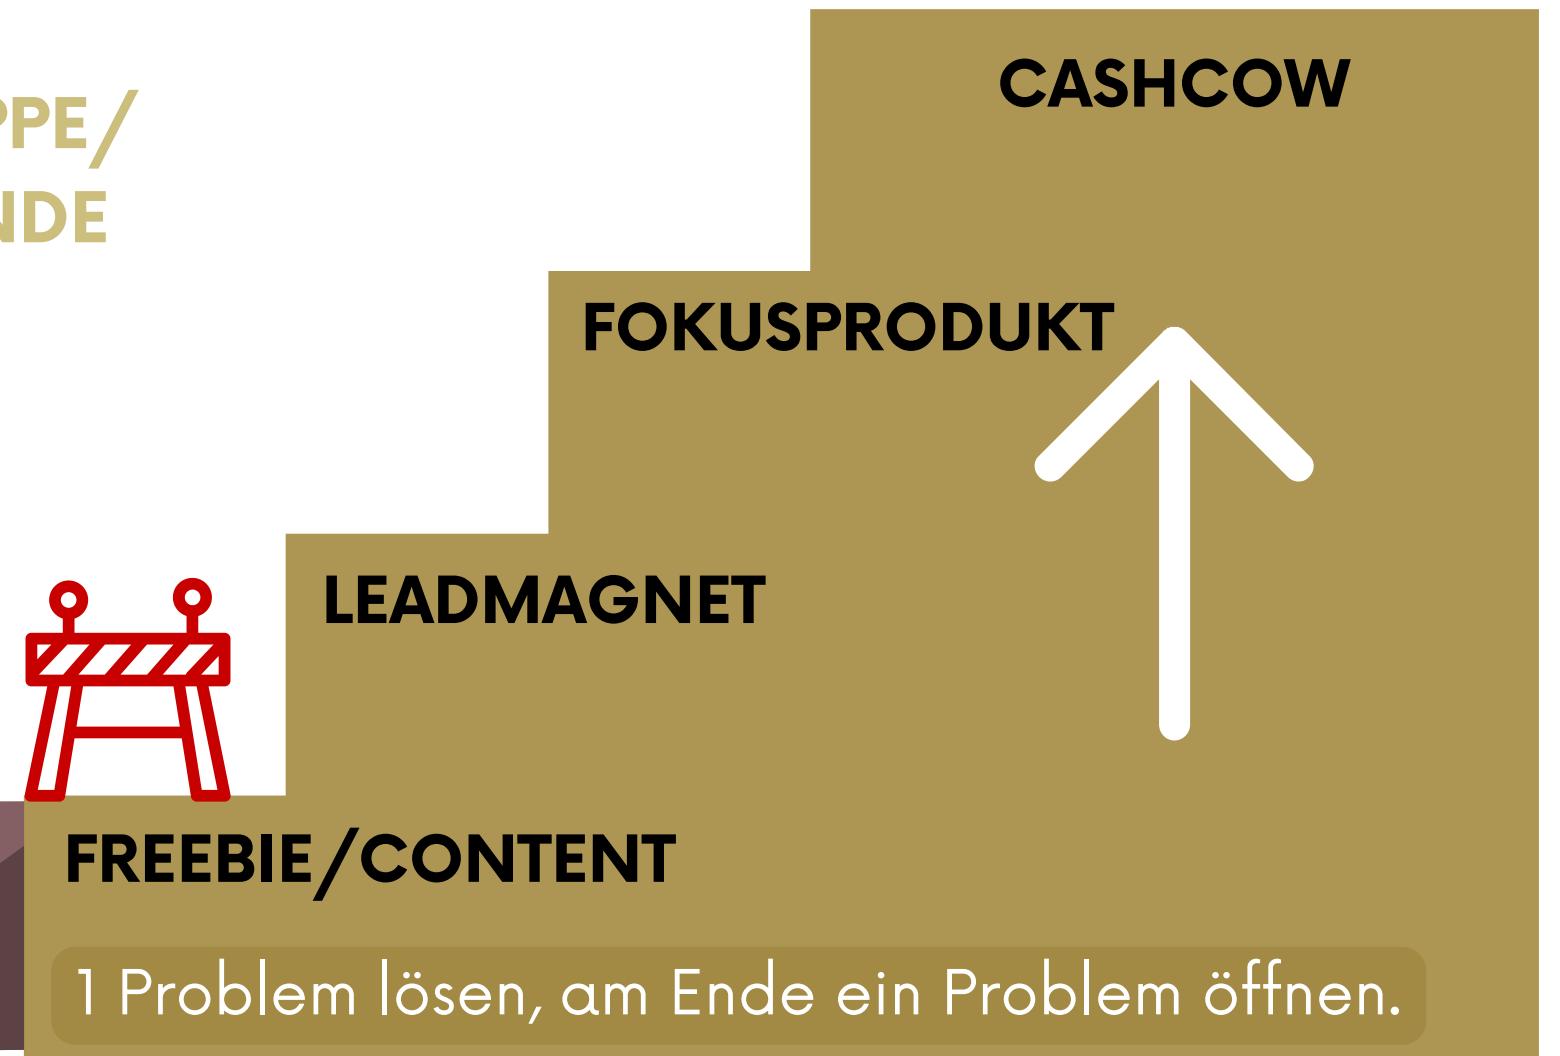 CASHCOW
PPE/
NDE
FOKUSPRODUKT
LEADMAGNET
FREEBIE/CONTENT
1 Problem lösen, am Ende ein Problem öffnen.